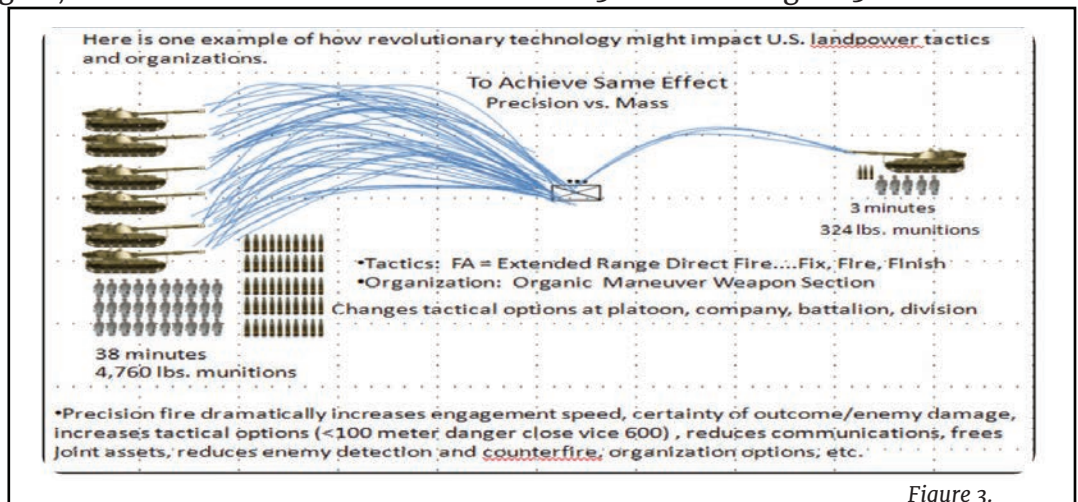 Here is one example of how revolutionary technology might impact U.S. landpower tactics
and organizations.
To Achieve Same Effect
Precision vs. Mass
3 minutes
324 lbs. munitions
•Tactics: FA = Extended Range Direct Fire....Fix, Fire, Finish
•Organization: Organic Maneuver Weapon Section
Changes tactical options at platoon, company, battalion, division
38 minutes
4,760 lbs. munitions
•Precision fire dramatically increases engagement speed, certainty of outcome/enemy damage,
increases tactical options (<100 meter danger close vice 600) , reduces communications, frees
Joint assets, reduces enemy detection and counterfire, organization options, etc.
Figure 3.